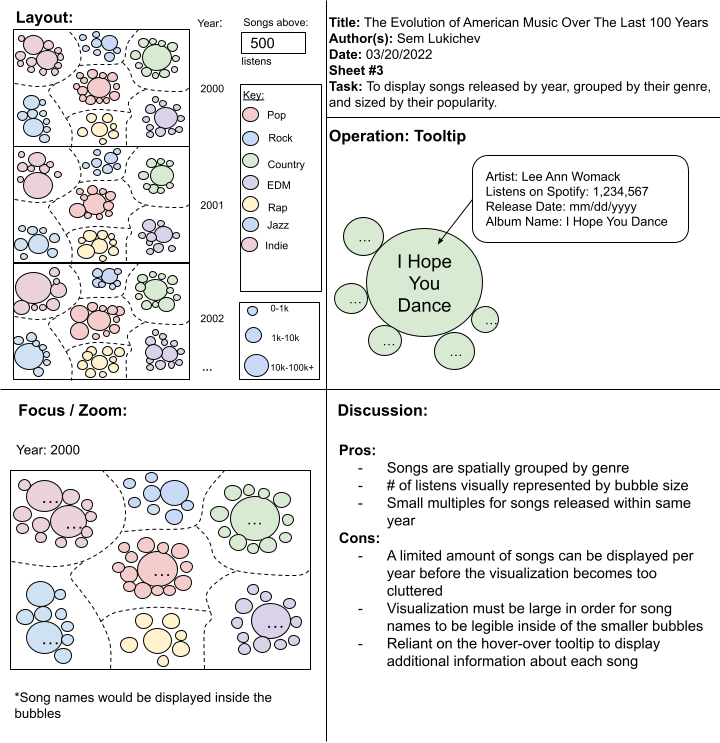 Layout:
Year:
Songs above:
500
listens
2000
2001
2002
...
Key:
Pop
Rock
Country
EDM
Rap
Jazz
Indie
0-1k
1k-10k
10k-100k+
Title: The Evolution of American Music Over The Last 100 Years
Author(s): Sem Lukichev
Date: 03/20/2022
Sheet #3
Task: To display songs released by year, grouped by their genre,
and sized by their popularity.
Operation: Tooltip
Artist: Lee Ann Womack
Listens on Spotify: 1,234,567
Release Date: mm/dd/yyyy
Album Name: I Hope You Dance
I Hope
You
Dance
...
...
...
...
...
Focus / Zoom:
Year: 2000
...
...
...
...
...
...
*Song names would be displayed inside the
bubbles
Discussion:
Pros:
- Songs are spatially grouped by genre
- # of listens visually represented by bubble size
- Small multiples for songs released within same
year
Cons:
- A limited amount of songs can be displayed per
year before the visualization becomes too
cluttered
- Visualization must be large in order for song
names to be legible inside of the smaller bubbles
- Reliant on the hover-over tooltip to display
additional information about each song